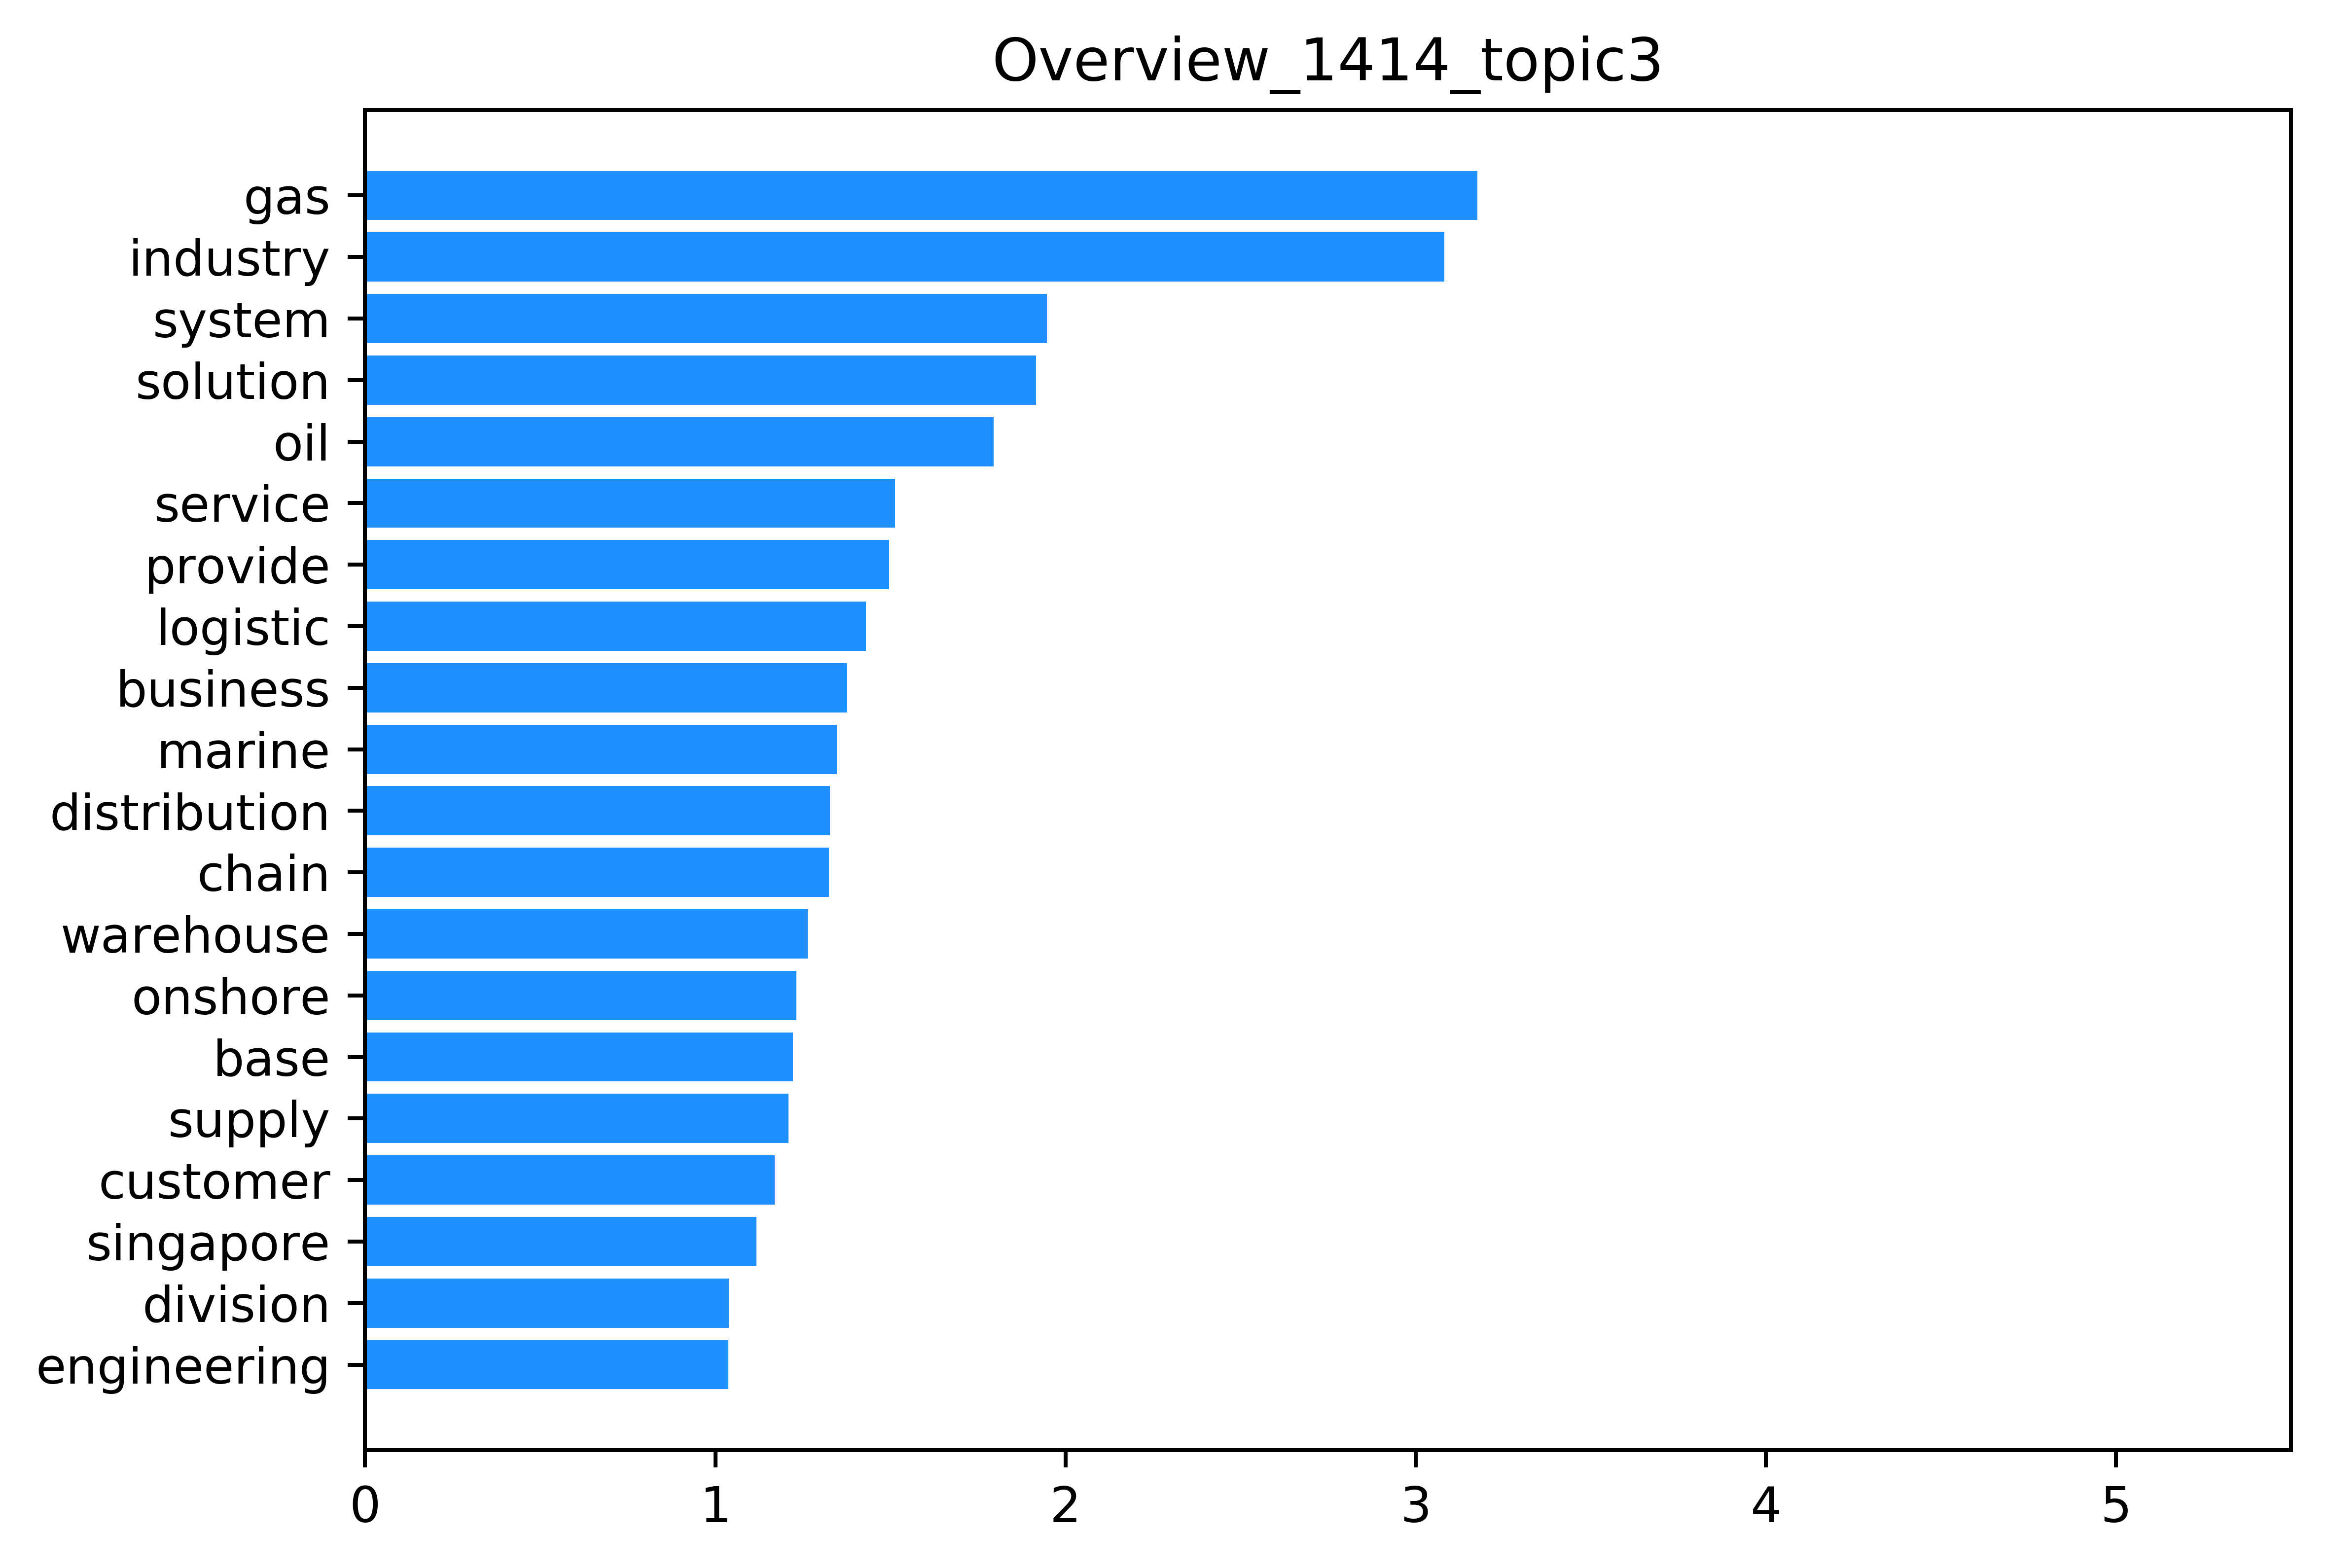 Overview_1414_topic3
gas
industry
system
solution
oil
service
provide
logistic
business
marine
distribution
chain
warehouse
onshore
base
supply
customer
singapore
division
engineering
0 1 2 3 4 5